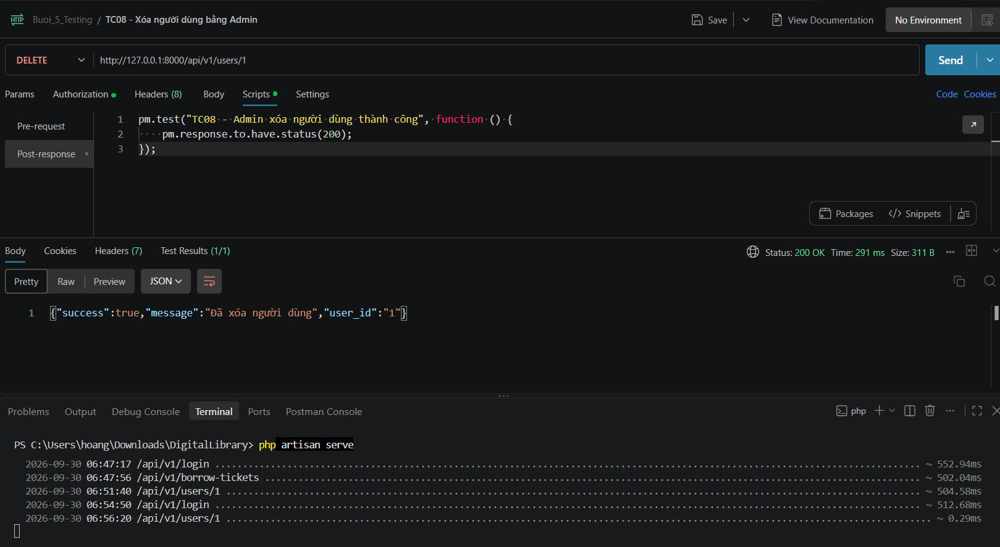 HTTP Buoi_5_Testing / TC08 - Xóa người dùng bằng Admin Save View Documentation No Environment
DELETE http://127.0.0.1:8000/api/v1/users/1 Send
Params Authorization Headers (8) Body Scripts Settings Code Cookies
Pre-request
Post-response
1 pm.test("TC08 - Admin xóa người dùng thành công", function () {
2 pm.response.to.have.status(200);
3 });
Packages </> Snippets
Body Cookies Headers (7) Test Results (1/1) Status: 200 OK Time: 291 ms Size: 311 B
Pretty Raw Preview JSON
1 {"success":true,"message":"Đã xóa người dùng","user_id":"1"}
Problems Output Debug Console Terminal Ports Postman Console php
PS C:\Users\hoang\Downloads\DigitalLibrary> php artisan serve
2026-09-30 06:47:17 /api/v1/login ........ ~ 552.94ms
2026-09-30 06:47:56 /api/v1/borrow-tickets ........ ~ 502.04ms
2026-09-30 06:51:40 /api/v1/users/1 ........ ~ 504.58ms
2026-09-30 06:54:50 /api/v1/login ........ ~ 512.68ms
2026-09-30 06:56:20 /api/v1/users/1 ........ ~ 0.29ms